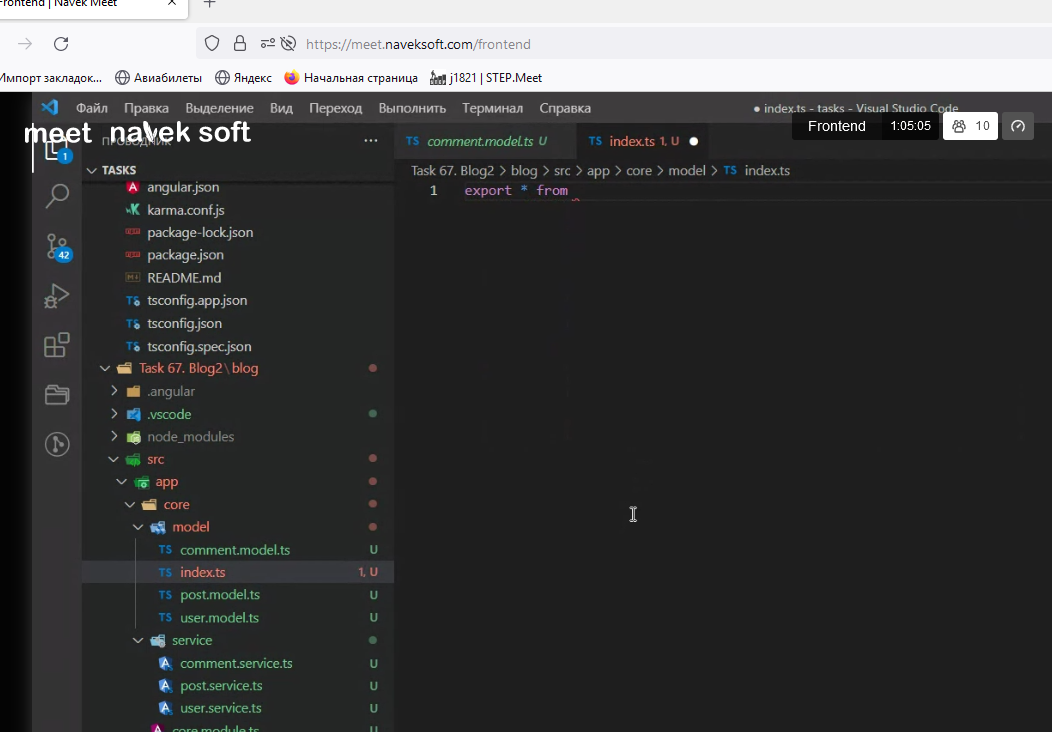 Frontend | Navek Meet
https://meet.naveksoft.com/frontend
Импорт закладок... Авиабилеты Яндекс Начальная страница j1821 | STEP.Meet
Файл Правка Выделение Вид Переход Выполнить Терминал Справка ● index.ts - tasks - Visual Studio Code
meet navek soft
Frontend 1:05:05 10
ПРОВОДНИК ...
comment.model.ts U
TS index.ts 1, U ●
TASKS
Task 67. Blog2 > blog > src > app > core > model > TS index.ts
1 export * from
angular.json
karma.conf.js
package-lock.json
package.json
README.md
tsconfig.app.json
tsconfig.json
tsconfig.spec.json
Task 67. Blog2\blog
.angular
.vscode
node_modules
src
app
core
model
TS comment.model.ts U
TS index.ts 1, U
TS post.model.ts U
TS user.model.ts U
service
comment.service.ts U
post.service.ts U
user.service.ts U
core.module.ts U
1
42